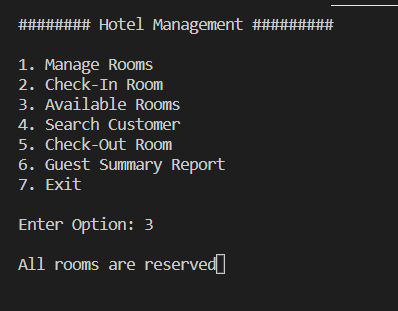 ######## Hotel Management #########
1. Manage Rooms
2. Check-In Room
3. Available Rooms
4. Search Customer
5. Check-Out Room
6. Guest Summary Report
7. Exit
Enter Option: 3
All rooms are reserved